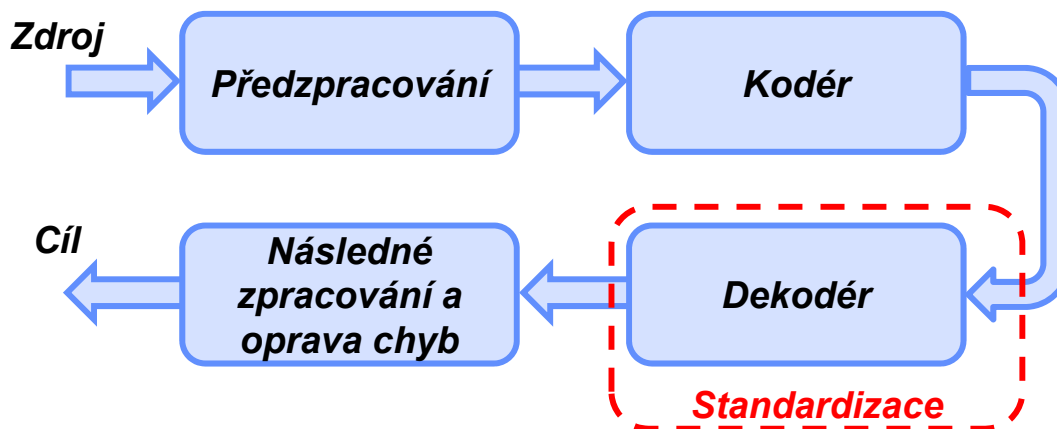 Zdroj
Předzpracování
Kodér
Cíl
Následné
zpracování a
oprava chyb
Dekodér
Standardizace